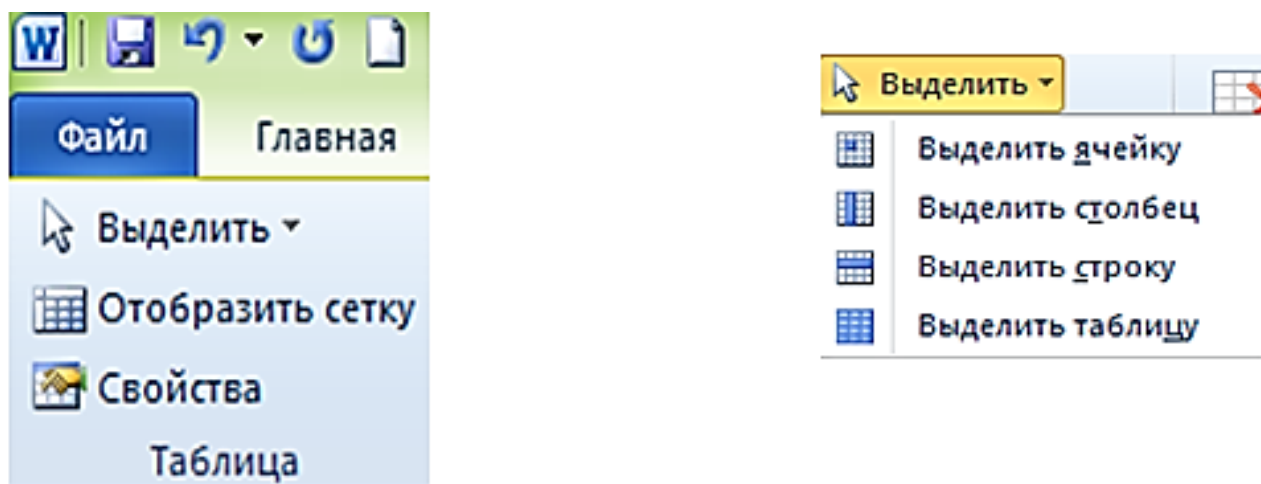 W
Файл Главная
Выделить
Отобразить сетку
Свойства
Таблица
Выделить
Выделить ячейку
Выделить столбец
Выделить строку
Выделить таблицу